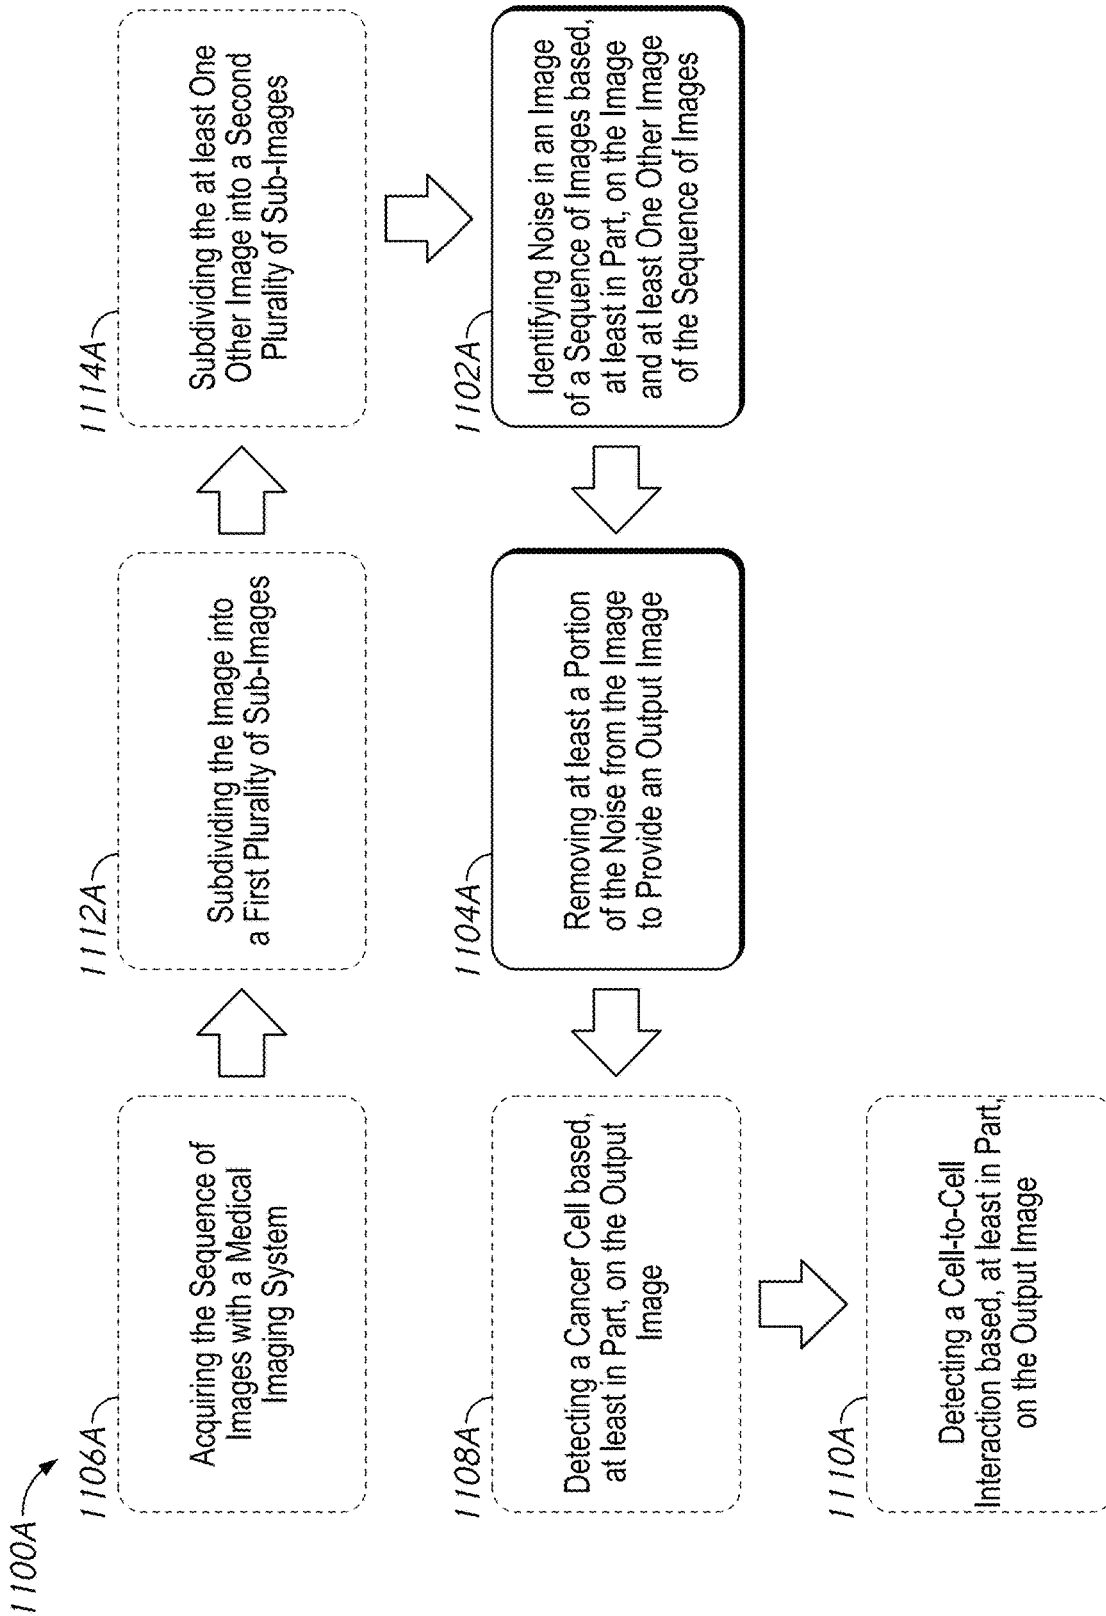 1100A
1106A
Acquiring the Sequence of
Images with a Medical
Imaging System
1112A
Subdividing the Image into
a First Plurality of Sub-Images
1114A
Subdividing the at least One
Other Image into a Second
Plurality of Sub-Images
1102A
Identifying Noise in an Image
of a Sequence of Images based,
at least in Part, on the Image
and at least One Other Image
of the Sequence of Images
1104A
Removing at least a Portion
of the Noise from the Image
to Provide an Output Image
1108A
Detecting a Cancer Cell based,
at least in Part, on the Output
Image
1110A
Detecting a Cell-to-Cell
Interaction based, at least in Part,
on the Output Image